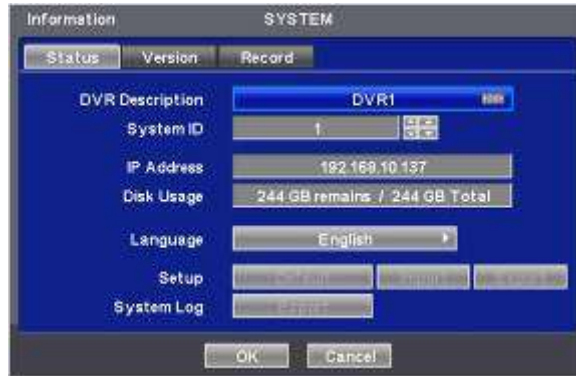 Information SYSTEM
Status Version Record
DVR Description DVR1
System ID 1
IP Address 192.168.10.137
Disk Usage 244 GB remains / 244 GB Total
Language English
Setup
System Log
OK Cancel